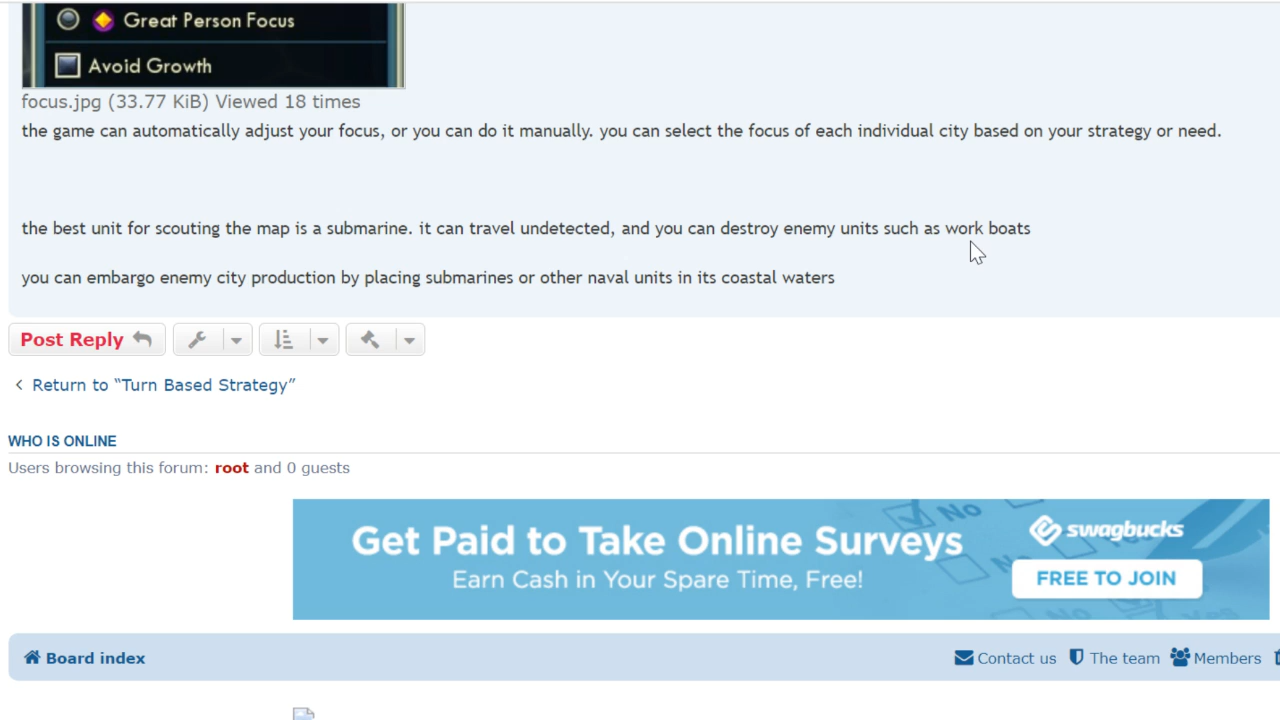 Great Person Focus
Avoid Growth
focus.jpg (33.77 KiB) Viewed 18 times
the game can automatically adjust your focus, or you can do it manually. you can select the focus of each individual city based on your strategy or need.
the best unit for scouting the map is a submarine. it can travel undetected, and you can destroy enemy units such as work boats
you can embargo enemy city production by placing submarines or other naval units in its coastal waters
Post Reply
Return to “Turn Based Strategy”
WHO IS ONLINE
Users browsing this forum: root and 0 guests
Get Paid to Take Online Surveys
Earn Cash in Your Spare Time, Free!
No
swagbucks
FREE TO JOIN
Board index
Contact us
The team
Members